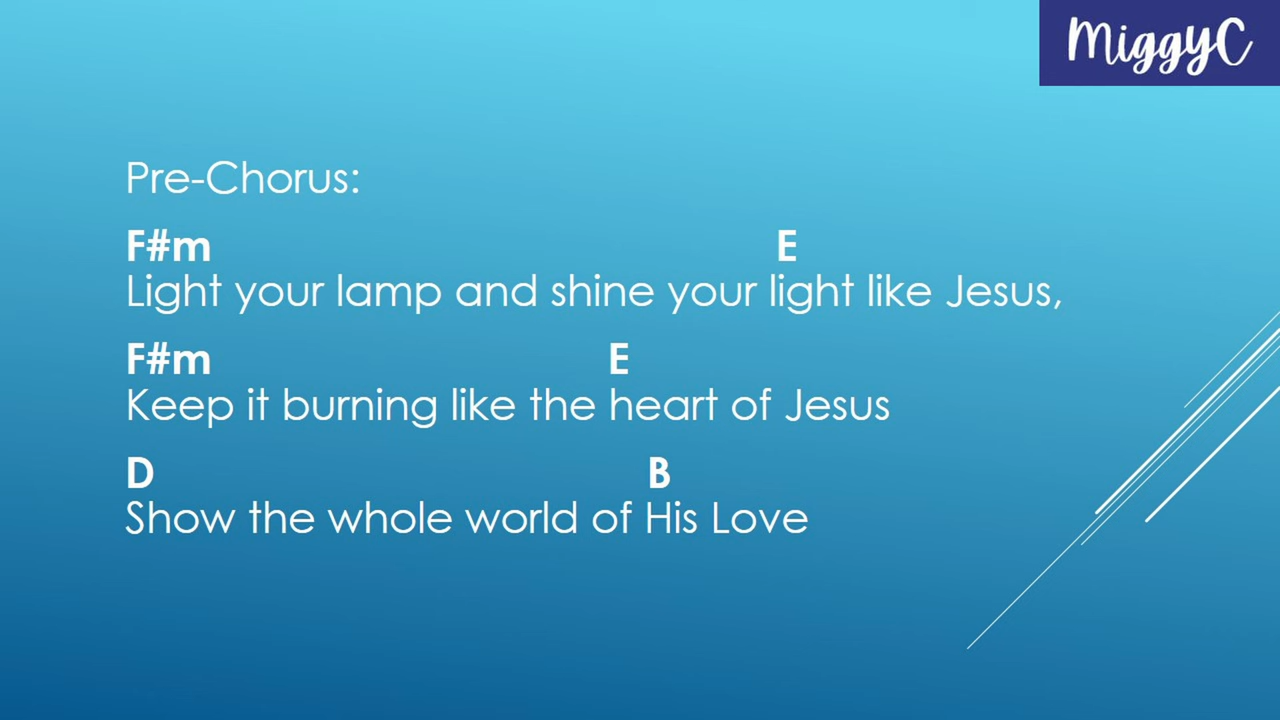 MiggyC
Pre-Chorus:
F#m E
Light your lamp and shine your light like Jesus,
F#m E
Keep it burning like the heart of Jesus
D B
Show the whole world of His Love